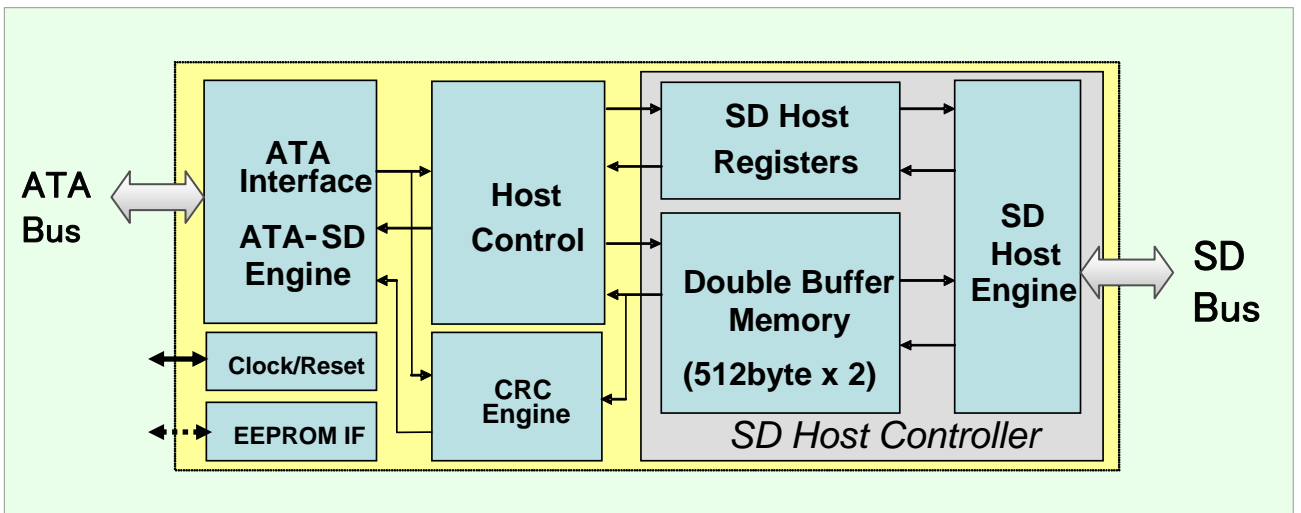 ATA
Bus
ATA
Interface
ATA-SD
Engine
Clock/Reset
EEPROM IF
Host
Control
CRC
Engine
SD Host
Registers
Double Buffer
Memory
(512byte x 2)
SD Host Controller
SD
Host
Engine
SD
Bus